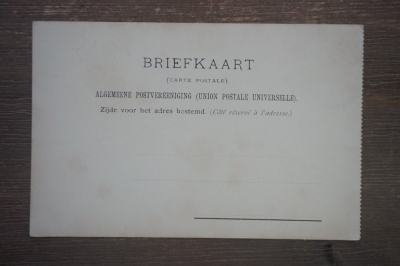 BRIEFKAART
(CARTE POSTALE)
ALGEMEENE POSTVEREENIGING (UNION POSTALE UNIVERSELLE).
Zijde voor het adres bestemd. (Côté réservé à l'adresse.)